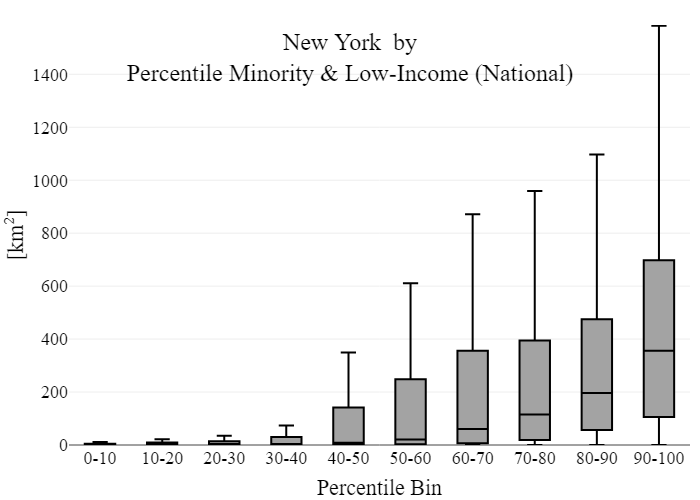 New York by
Percentile Minority & Low-Income (National)
1400
1200
1000
800
600
400
200
0
[km²]
0-10 10-20 20-30 30-40 40-50 50-60 60-70 70-80 80-90 90-100
Percentile Bin